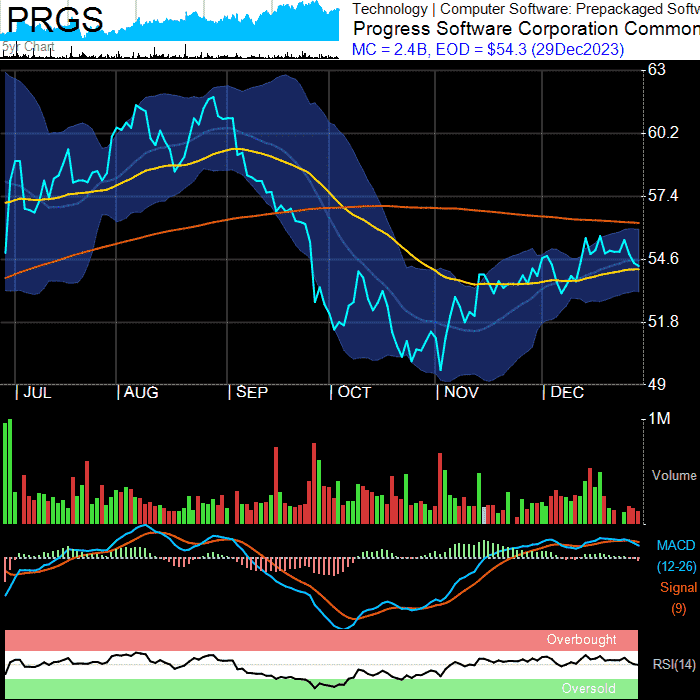 PRGS
5yr Chart
Technology | Computer Software: Prepackaged Softw
Progress Software Corporation Common
MC = 2.4B, EOD = $54.3 (29Dec2023)
63
60.2
57.4
54.6
51.8
49
| JUL | AUG | SEP | OCT | NOV | DEC
1M
Volume
MACD
(12-26)
Signal
(9)
Overbought
RSI(14)
Oversold